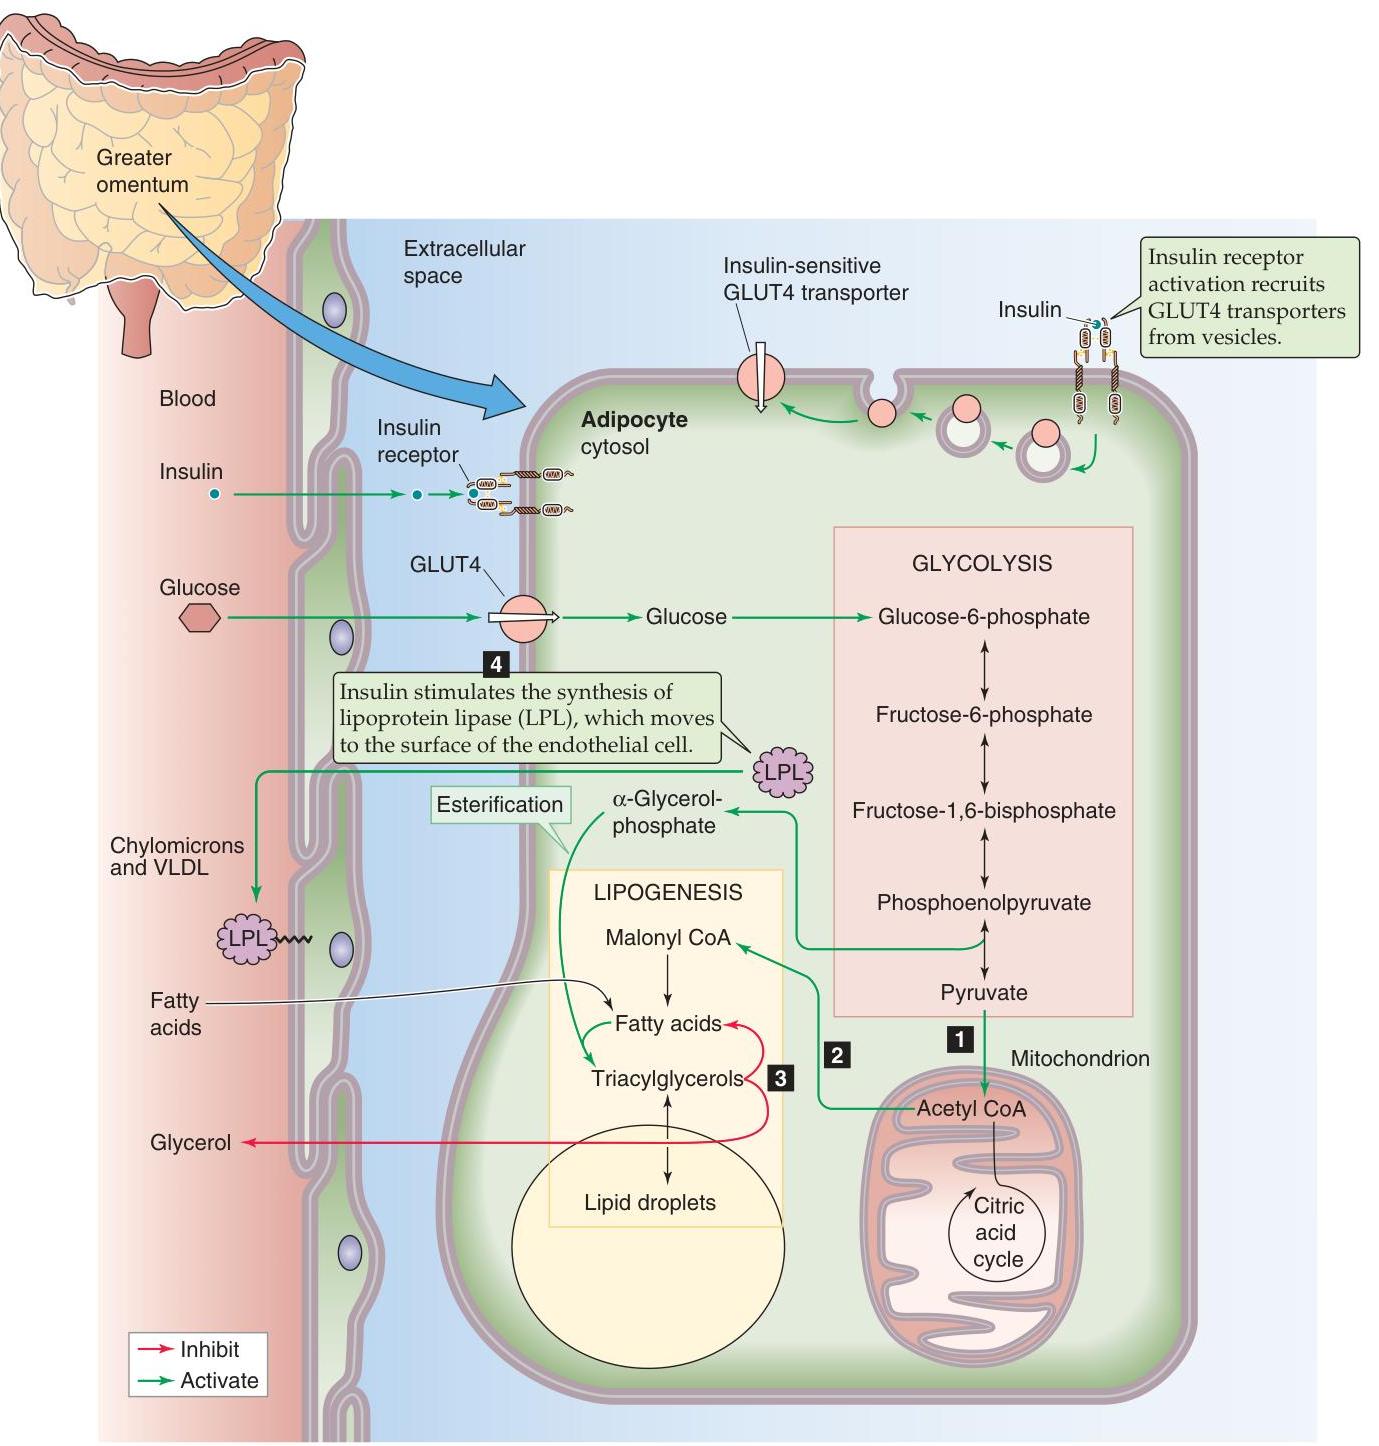 Greater
omentum
Extracellular
space
Insulin-sensitive
GLUT4 transporter
Insulin
Insulin receptor
activation recruits
GLUT4 transporters
from vesicles.
Blood
Insulin
receptor
Adipocyte
cytosol
Insulin
GLUT4
Glucose
Glucose
GLYCOLYSIS
Glucose-6-phosphate
4
Insulin stimulates the synthesis of
lipoprotein lipase (LPL), which moves
to the surface of the endothelial cell.
Fructose-6-phosphate
LPL
Esterification
α-Glycerol-
phosphate
Fructose-1,6-bisphosphate
Chylomicrons
and VLDL
LIPOGENESIS
Phosphoenolpyruvate
LPL
Malonyl CoA
Pyruvate
Fatty
acids
Fatty acids
1
2
Mitochondrion
Triacylglycerols
3
Acetyl CoA
Glycerol
Lipid droplets
Citric
acid
cycle
Inhibit
Activate